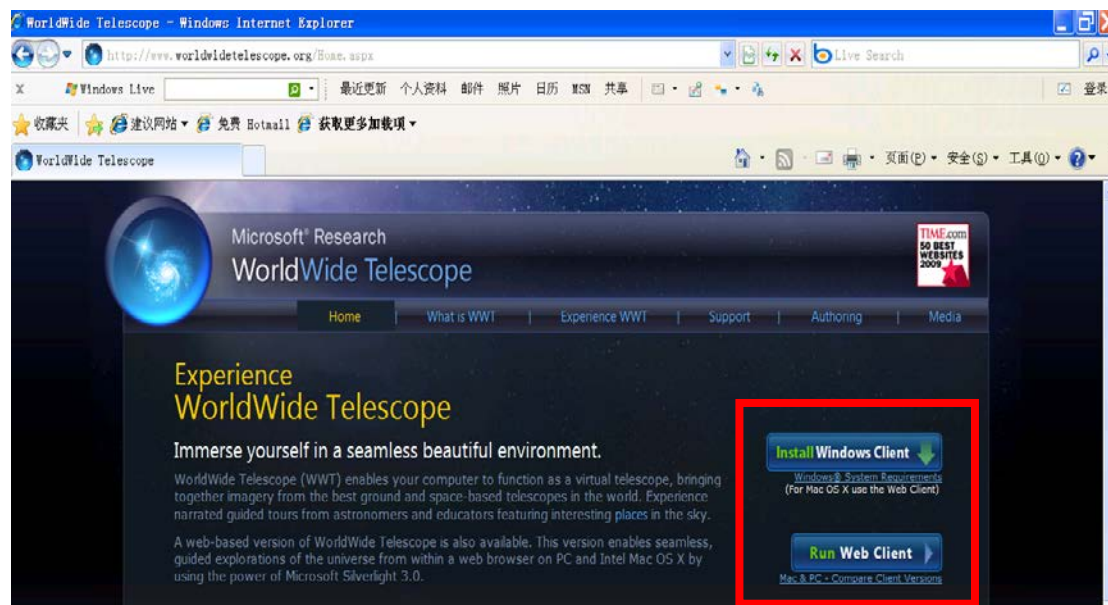 WorldWide Telescope - Windows Internet Explorer
http://www.worldwidetelescope.org/Home.aspx
Live Search
X Windows Live 最近更新 个人资料 邮件 照片 日历 MSN 共享 登录
收藏夹 建议网站 免费 Hotmail 获取更多加载项
WorldWide Telescope 页面(P) 安全(S) 工具(O)
Microsoft® Research
WorldWide Telescope
TIME.com
50 BEST
WEBSITES
2009
Home | What is WWT | Experience WWT | Support | Authoring | Media
Experience
WorldWide Telescope
Immerse yourself in a seamless beautiful environment.
WorldWide Telescope (WWT) enables your computer to function as a virtual telescope, bringing
together imagery from the best ground and space-based telescopes in the world. Experience
narrated guided tours from astronomers and educators featuring interesting places in the sky.
A web-based version of WorldWide Telescope is also available. This version enables seamless,
guided explorations of the universe from within a web browser on PC and Intel Mac OS X by
using the power of Microsoft Silverlight 3.0.
Install Windows Client
Windows® System Requirements
(For Mac OS X use the Web Client)
Run Web Client
Mac & PC - Compare Client Versions